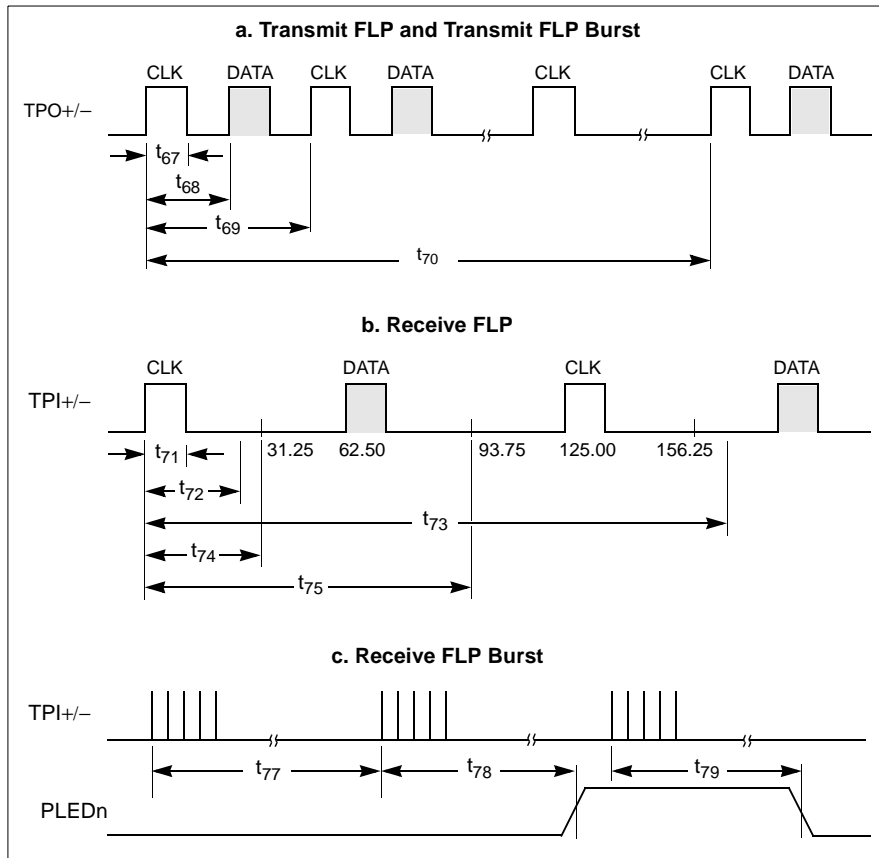 a. Transmit FLP and Transmit FLP Burst
CLK DATA CLK DATA CLK CLK DATA
TPO+/−
t67
t68
t69
t70
b. Receive FLP
CLK DATA CLK DATA
TPI+/−
31.25 62.50 93.75 125.00 156.25
t71
t72
t73
t74
t75
c. Receive FLP Burst
TPI+/−
t77 t78 t79
PLEDn